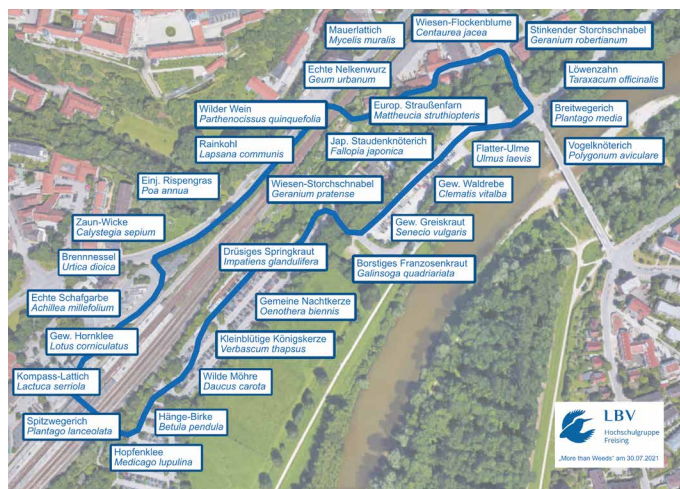 Wiesen-Flockenblume
Centaurea jacea
Mauerlattich
Mycelis muralis
Stinkender Storchschnabel
Geranium robertianum
Echte Nelkenwurz
Geum urbanum
Löwenzahn
Taraxacum officinalis
Wilder Wein
Parthenocissus quinquefolia
Europ. Straußenfarn
Mattheucia struthiopteris
Breitwegerich
Plantago media
Rainkohl
Lapsana communis
Jap. Staudenknöterich
Fallopia japonica
Flatter-Ulme
Ulmus laevis
Vogelknöterich
Polygonum aviculare
Einj. Rispengras
Poa annua
Wiesen-Storchschnabel
Geranium pratense
Gew. Waldrebe
Clematis vitalba
Zaun-Wicke
Calystegia sepium
Gew. Greiskraut
Senecio vulgaris
Brennnessel
Urtica dioica
Drüsiges Springkraut
Impatiens glandulifera
Borstiges Franzosenkraut
Galinsoga quadriariata
Echte Schafgarbe
Achillea millefolium
Gemeine Nachtkerze
Oenothera biennis
Gew. Hornklee
Lotus corniculatus
Kleinblütige Königskerze
Verbascum thapsus
Kompass-Lattich
Lactuca serriola
Wilde Möhre
Daucus carota
Spitzwegerich
Plantago lanceolata
Hänge-Birke
Betula pendula
Hopfenklee
Medicago lupulina
LBV
Hochschulgruppe
Freising
„More than Weeds“ am 30.07.2021